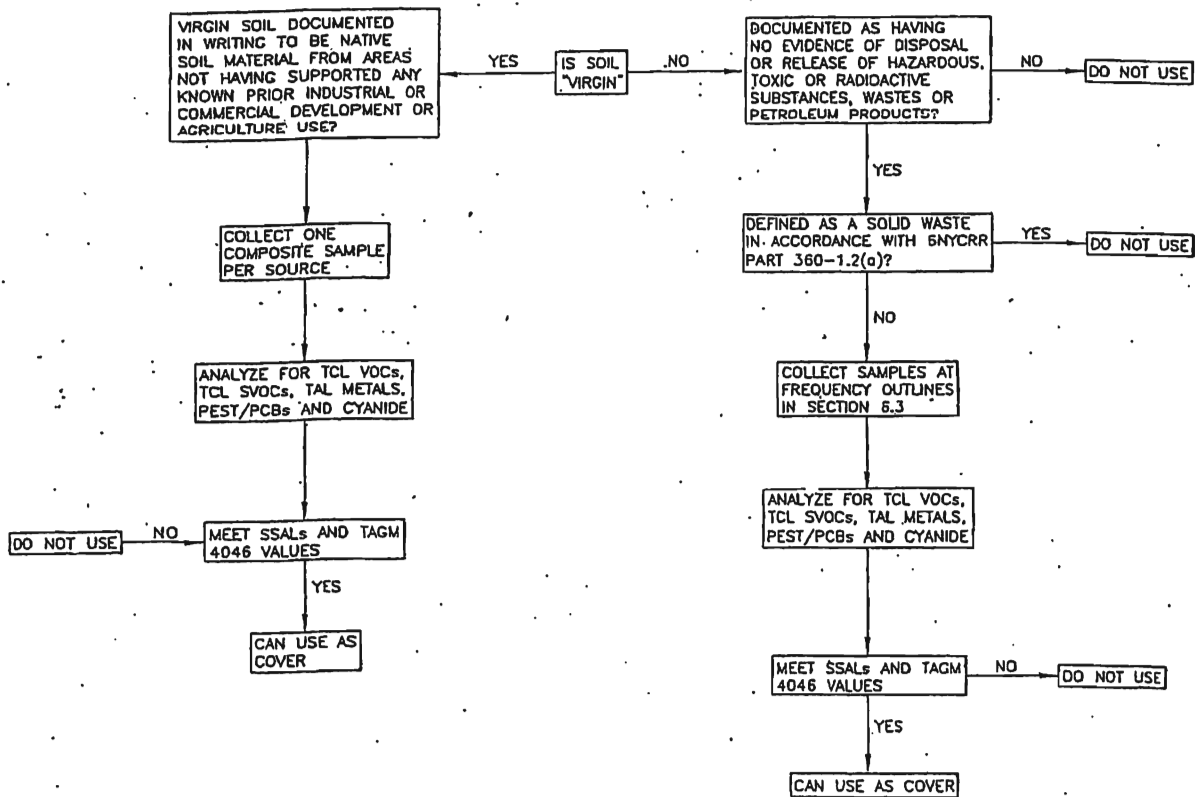 VIRGIN SOIL DOCUMENTED
IN WRITING TO BE NATIVE
SOIL MATERIAL FROM AREAS
NOT HAVING SUPPORTED ANY
KNOWN PRIOR INDUSTRIAL OR
COMMERCIAL DEVELOPMENT OR
AGRICULTURE USE?
YES
IS SOIL
"VIRGIN"
NO
DOCUMENTED AS HAVING
NO EVIDENCE OF DISPOSAL
OR RELEASE OF HAZARDOUS,
TOXIC OR RADIOACTIVE
SUBSTANCES, WASTES OR
PETROLEUM PRODUCTS?
NO
DO NOT USE
YES
COLLECT ONE
COMPOSITE SAMPLE
PER SOURCE
DEFINED AS A SOLID WASTE
IN ACCORDANCE WITH 6NYCRR
PART 360-1.2(a)?
YES
DO NOT USE
NO
ANALYZE FOR TCL VOCs,
TCL SVOCs, TAL METALS,
PEST/PCBs AND CYANIDE
COLLECT SAMPLES AT
FREQUENCY OUTLINES
IN SECTION 6.3
ANALYZE FOR TCL VOCs,
TCL SVOCs, TAL METALS,
PEST/PCBs AND CYANIDE
DO NOT USE
NO
MEET SSALs AND TAGM
4046 VALUES
YES
CAN USE AS
COVER
MEET SSALs AND TAGM
4046 VALUES
NO
DO NOT USE
YES
CAN USE AS COVER